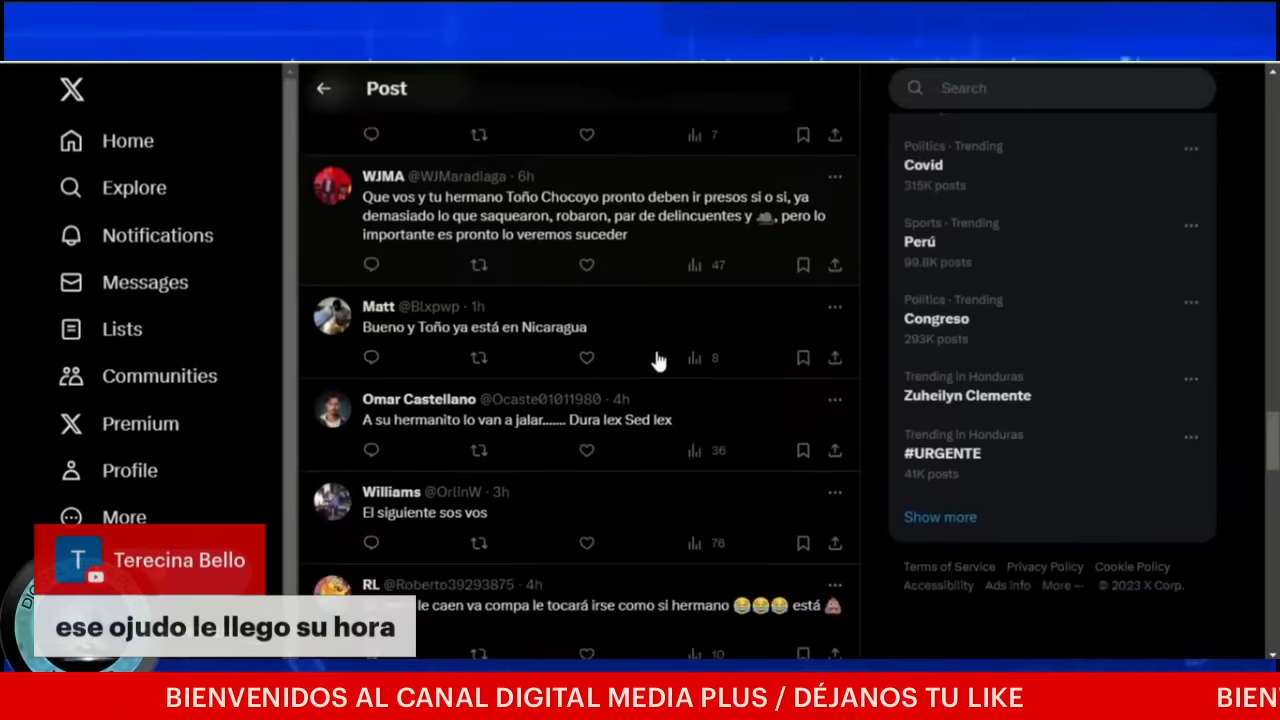 Post
Search
Home
Explore
Notifications
Messages
Lists
Communities
Premium
Profile
More
7
WJMA @WJMaradiaga · 6h
Que vos y tu hermano Toño Chocoyo pronto deben ir presos si o si, ya
demasiado lo que saquearon, robaron, par de delincuentes y 🐀, pero lo
importante es pronto lo veremos suceder
47
Matt @Blxpwp · 1h
Bueno y Toño ya está en Nicaragua
8
Omar Castellano @Ocaste01011980 · 4h
A su hermanito lo van a jalar....... Dura lex Sed lex
36
Williams @OrlinW · 3h
El siguiente sos vos
76
RL @Roberto39293875 · 4h
le caen va compa le tocará irse como si hermano 😂😂😂 está 💩
10
Politics · Trending
Covid
315K posts
Sports · Trending
Perú
99.8K posts
Politics · Trending
Congreso
293K posts
Trending in Honduras
Zuheilyn Clemente
Trending in Honduras
#URGENTE
41K posts
Show more
Terms of Service Privacy Policy Cookie Policy
Accessibility Ads info More ··· © 2023 X Corp.
T
Terecina Bello
ese ojudo le llego su hora
BIENVENIDOS AL CANAL DIGITAL MEDIA PLUS / DÉJANOS TU LIKE
BIEN